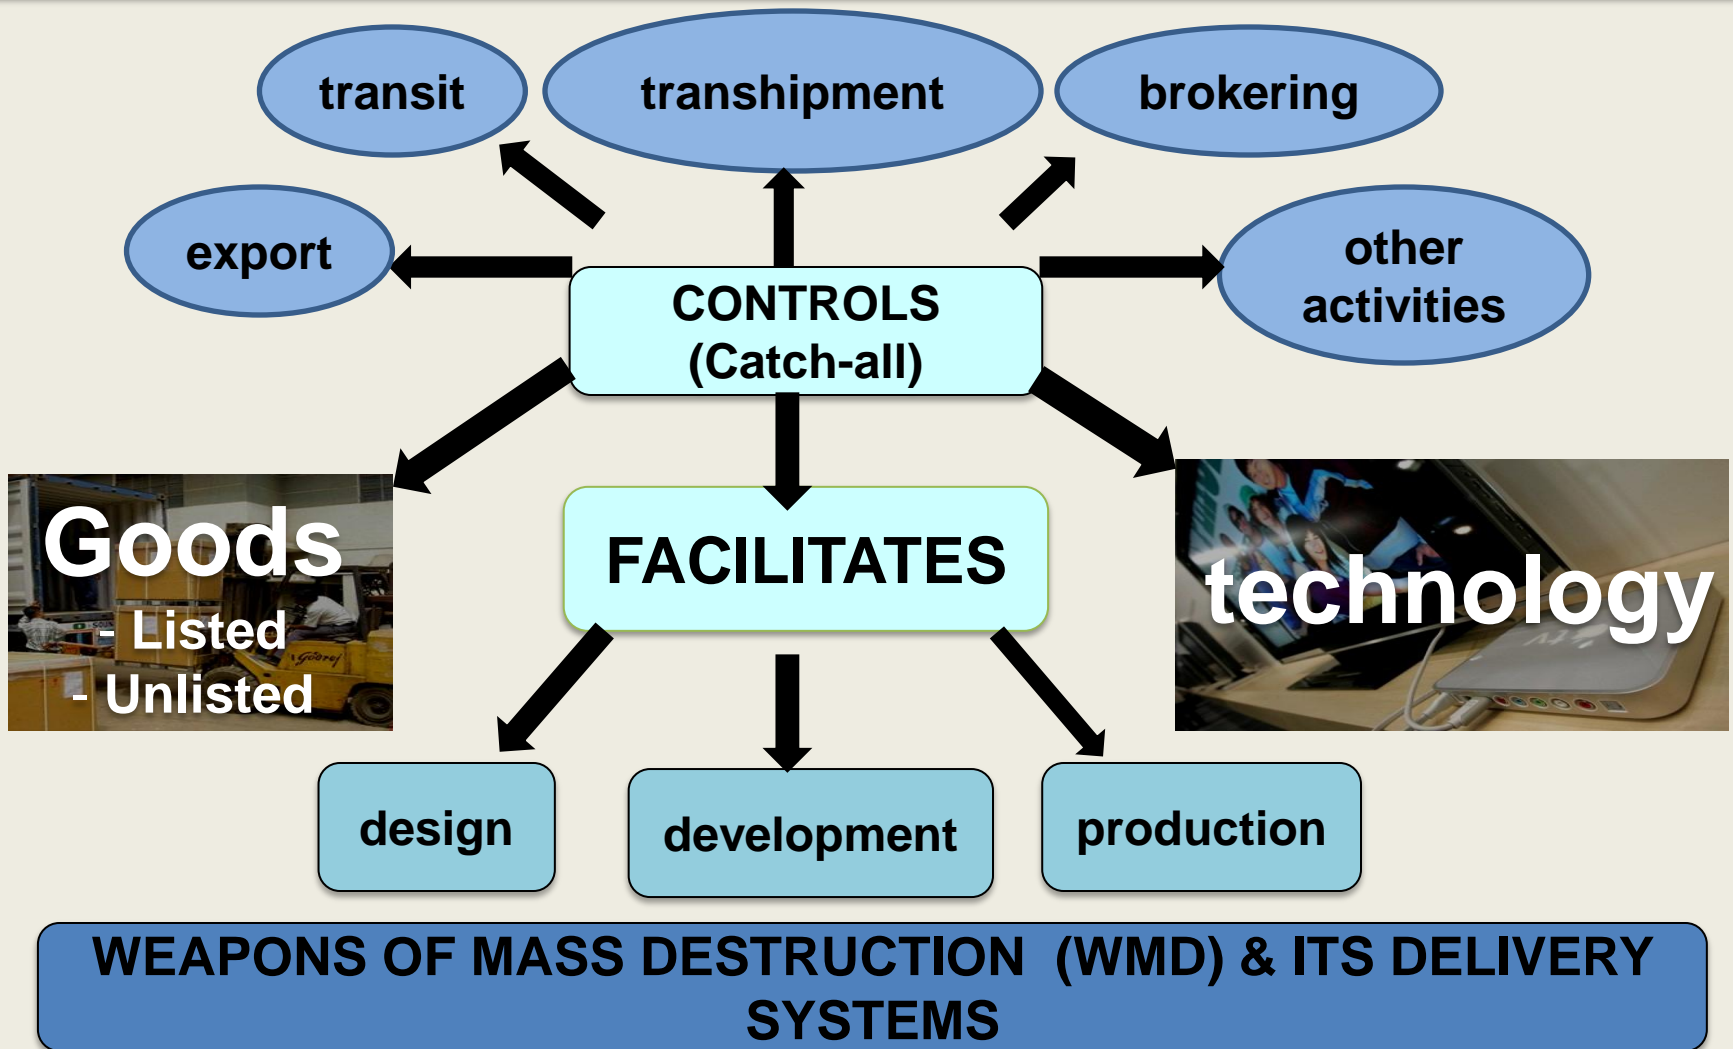 transit
transhipment
brokering
export
other
activities
CONTROLS
(Catch-all)
Goods
- Listed
- Unlisted
Godrej
FACILITATES
technology
design
development
production
WEAPONS OF MASS DESTRUCTION (WMD) & ITS DELIVERY
SYSTEMS